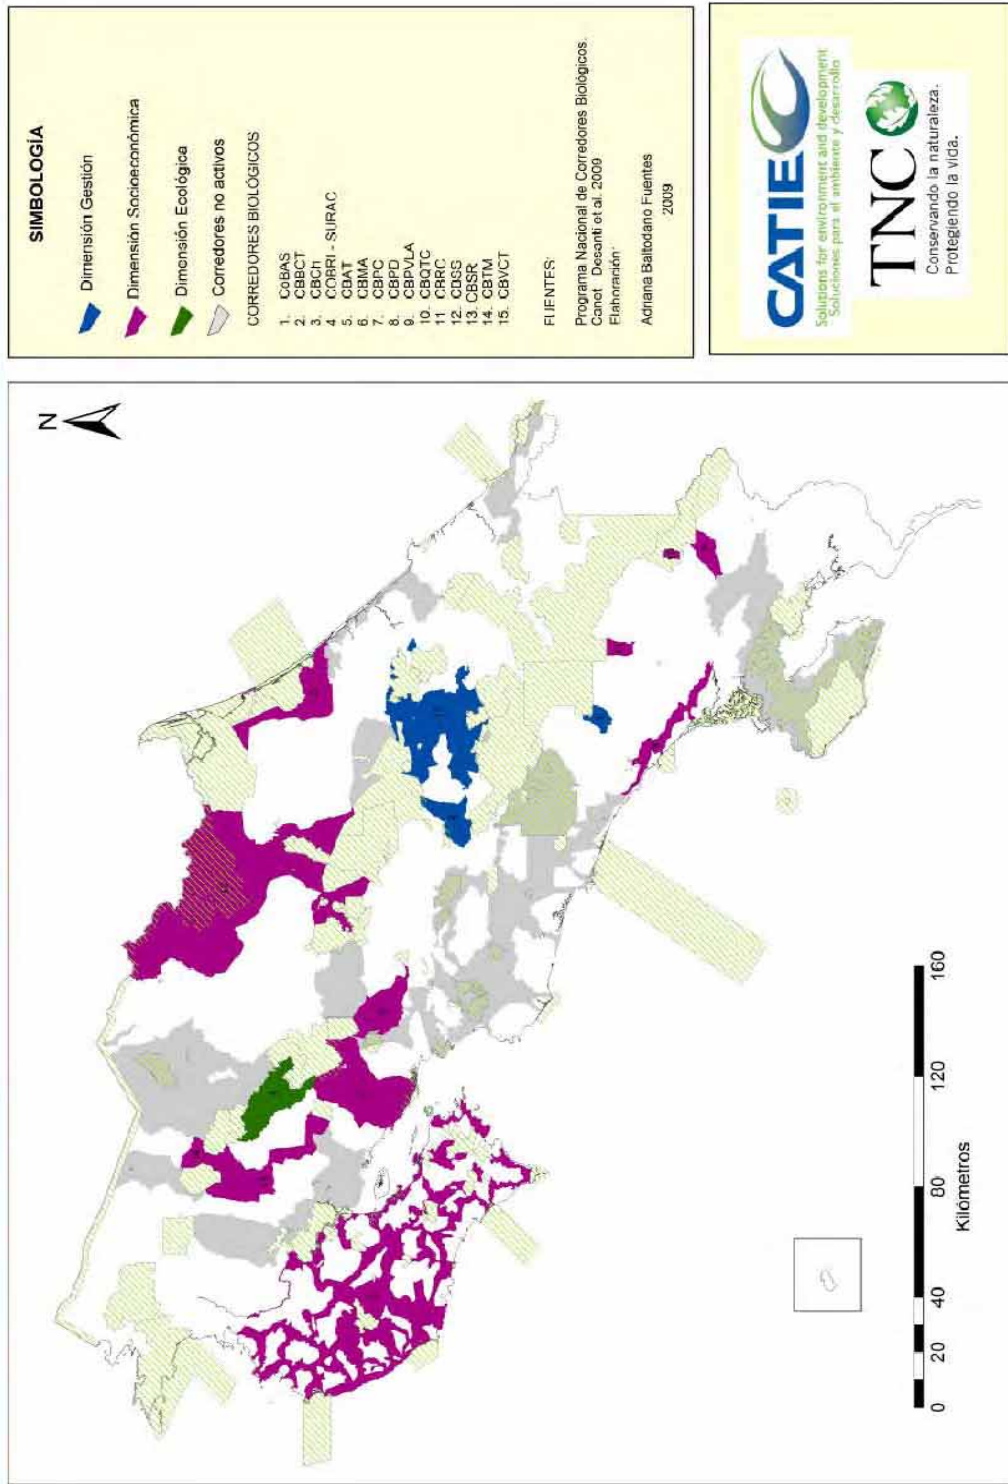 SIMBOLOGÍA
Dimensión Gestión
Dimensión Socioeconómica
Dimensión Ecológica
Corredores no activos
CORREDORES BIOLÓGICOS
1. CoBAS
2. CBBCT
3. CBCh
4 COBRI - SURAC
5. CBAT
6. CBMA
7. CBPC
8. CBPD
9. CBPVLA
10. CBQTC
11 CRRC
12. CBSS
13. CBSR
14. CBTM
15. CBVCT
FUENTES:
Programa Nacional de Corredores Biológicos.
Canet - Desanti et al. 2009
Elaboración:
Adriana Baltodano Fuentes
2009
CATIE
Solutions for environment and development
Soluciones para el ambiente y desarrollo
TNC
Conservando la naturaleza.
Protegiendo la vida.
N
0 20 40 80 120 160
Kilómetros